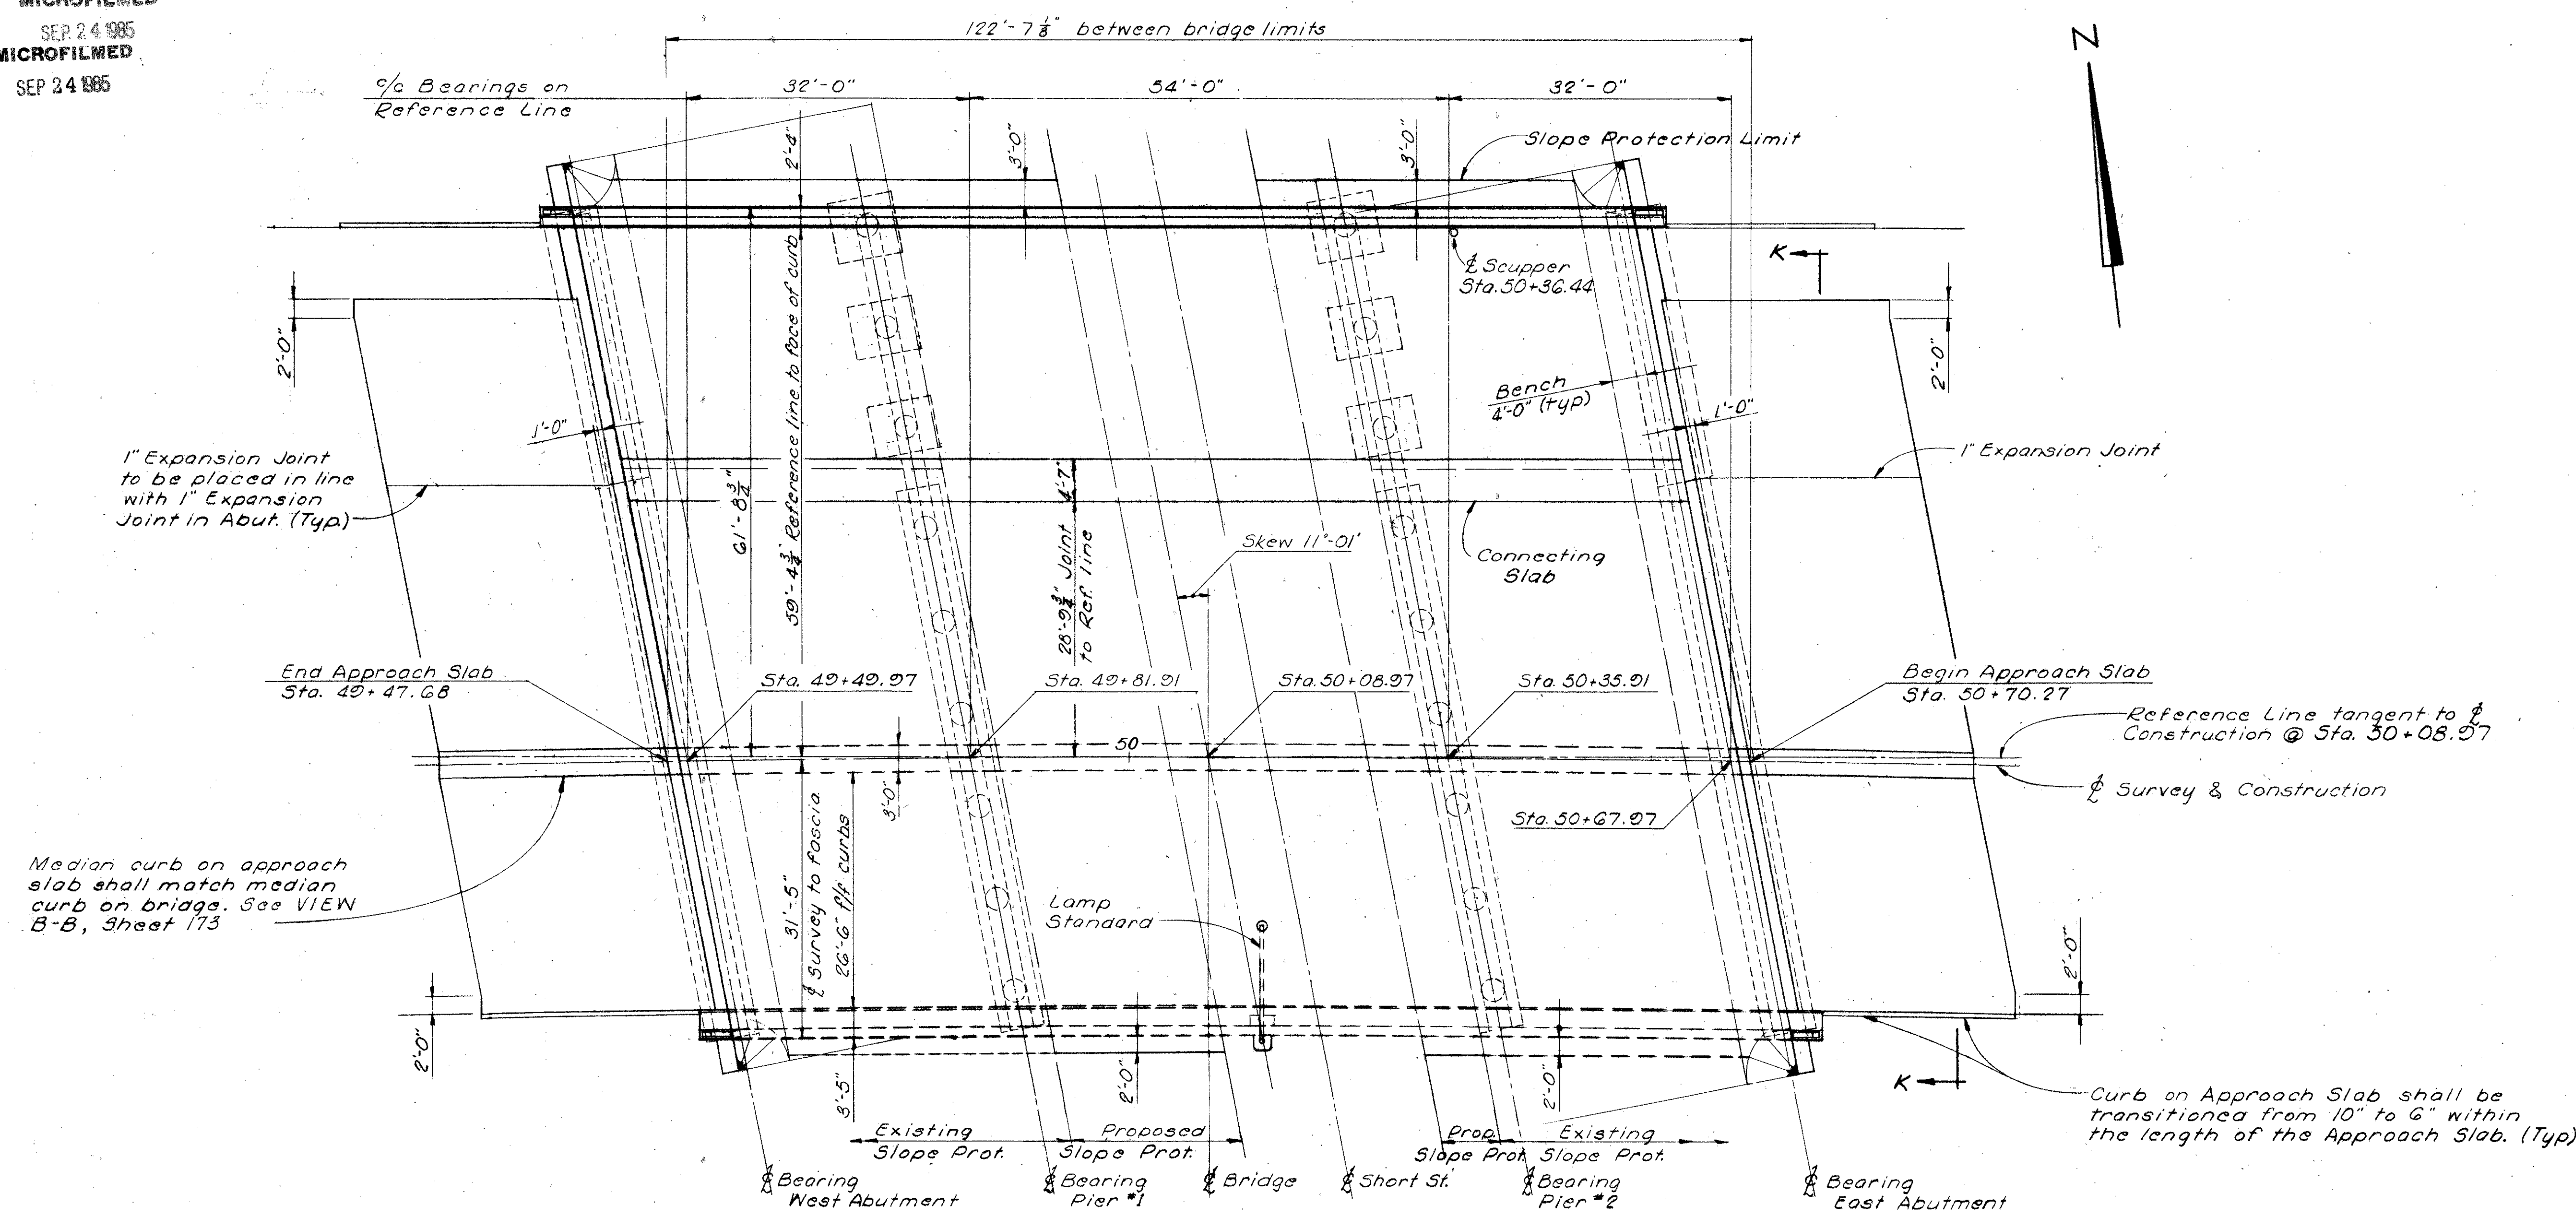 MICROFILMED
SEP 24 1985
MICROFILMED
SEP 24 1985
122'-7 1/8" between bridge limits
c/c Bearings on
Reference Line
32'-0"
54'-0"
32'-0"
N
2'-4"
3'-0"
3'-0"
Slope Protection Limit
℄ Scupper
Sta. 50+36.44
K
2'-0"
2'-0"
Bench
4'-0" (typ)
1'-0"
1'-0"
1" Expansion Joint
to be placed in line
with 1" Expansion
Joint in Abut. (Typ.)
1" Expansion Joint
61'-8 3/4"
59'-4 3/4" Reference line to face of curb
4'-7"
28'-9 3/4" Joint
to Ref. line
Skew 11°-01'
Connecting
Slab
End Approach Slab
Sta. 49+47.68
Sta. 49+49.97
Sta. 49+81.91
Sta. 50+08.97
Sta. 50+35.91
Begin Approach Slab
Sta. 50+70.27
Reference Line tangent to ℄
Construction @ Sta. 50+08.97
50
℄ Survey & Construction
3'-0"
Sta. 50+67.97
Median curb on approach
slab shall match median
curb on bridge. See VIEW
B-B, Sheet 173
31'-5"
℄ Survey to fascia
26'-6" f/f curbs
Lamp
Standard
2'-0"
2'-0"
3'-5"
2'-0"
2'-0"
K
Curb on Approach Slab shall be
transitioned from 10" to 6" within
the length of the Approach Slab. (Typ)
Existing
Slope Prot.
Proposed
Slope Prot.
Prop.
Slope Prot.
Existing
Slope Prot.
℄ Bearing
West Abutment
℄ Bearing
Pier #1
℄ Bridge
℄ Short St.
℄ Bearing
Pier #2
℄ Bearing
East Abutment